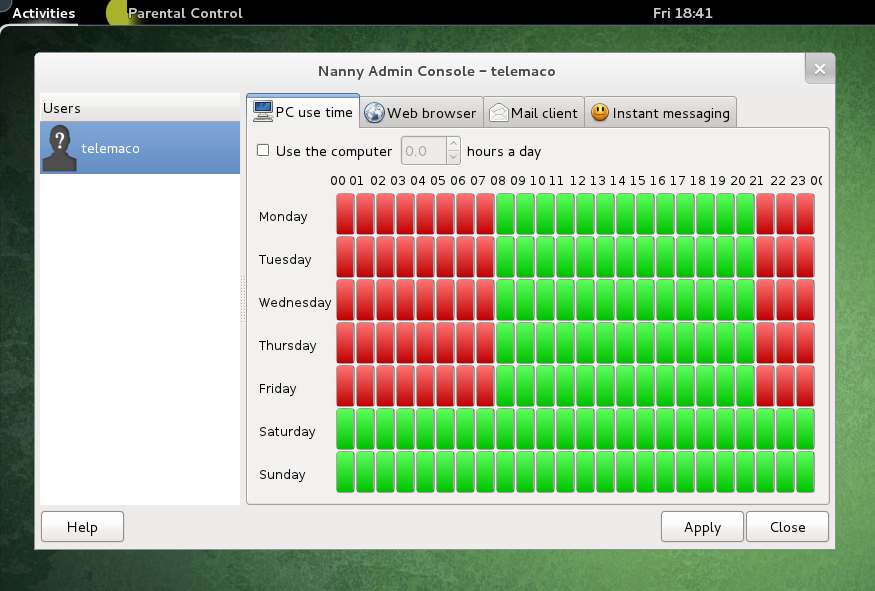 Activities Parental Control Fri 18:41
Nanny Admin Console – telemaco
Users
telemaco
PC use time Web browser Mail client Instant messaging
Use the computer 0.0 hours a day
00 01 02 03 04 05 06 07 08 09 10 11 12 13 14 15 16 17 18 19 20 21 22 23 00
Monday
Tuesday
Wednesday
Thursday
Friday
Saturday
Sunday
Help Apply Close